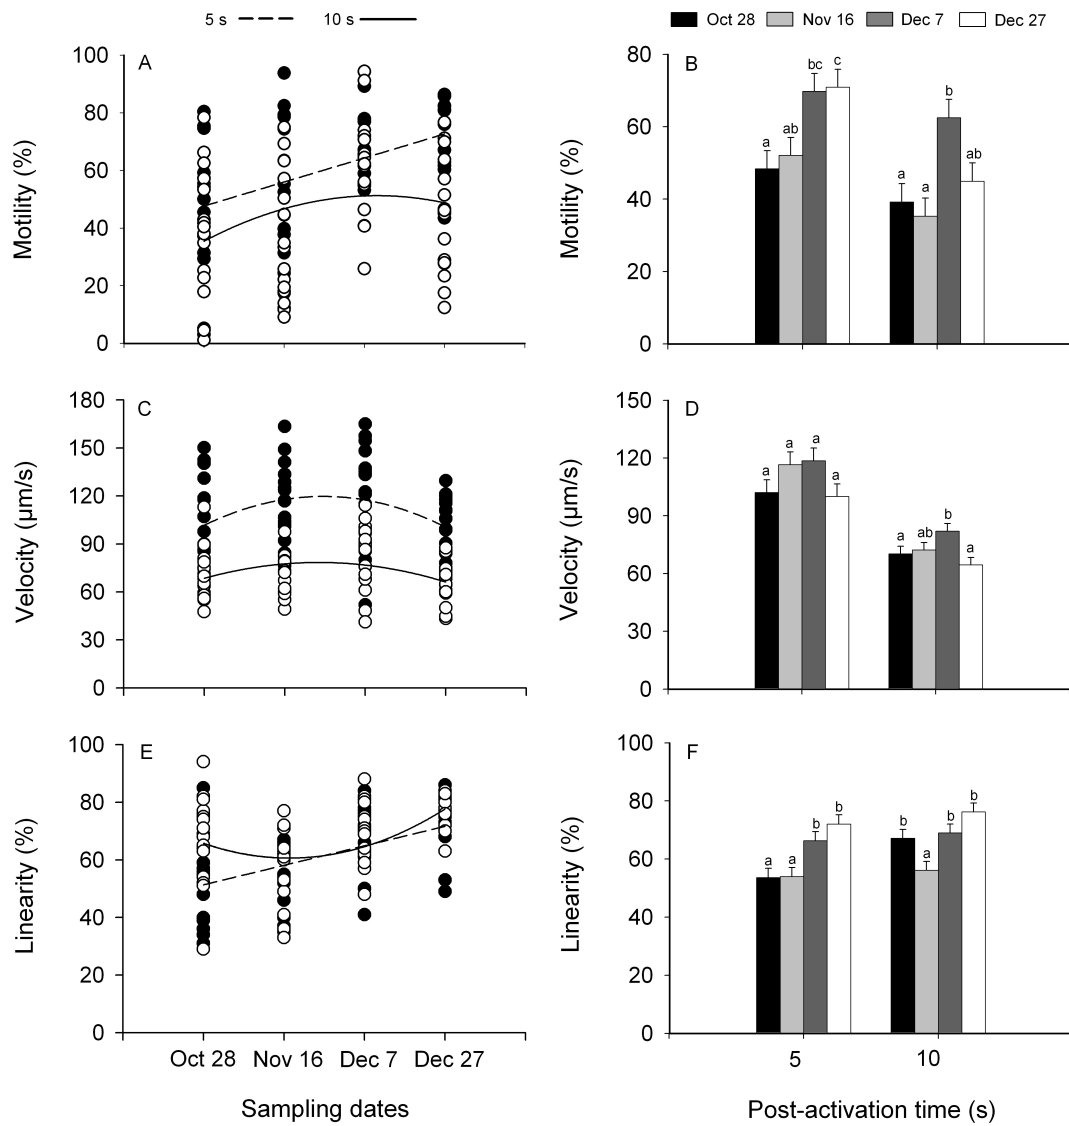 5 s 10 s
Oct 28 Nov 16 Dec 7 Dec 27
A
Motility (%)
100
80
60
40
20
0
B
Motility (%)
80
60
40
20
0
a ab bc c a a b ab
C
Velocity (µm/s)
180
150
120
90
60
30
0
D
Velocity (µm/s)
150
120
90
60
30
0
a a a a a ab b a
E
Linearity (%)
100
80
60
40
20
0
Oct 28 Nov 16 Dec 7 Dec 27
Sampling dates
F
Linearity (%)
100
80
60
40
20
0
a a b b b a b b
5 10
Post-activation time (s)